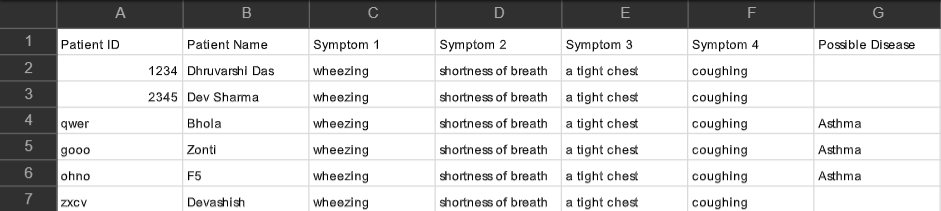 A B C D E F G
1 Patient ID Patient Name Symptom 1 Symptom 2 Symptom 3 Symptom 4 Possible Disease
2 1234 Dhruvarshi Das wheezing shortness of breath a tight chest coughing
3 2345 Dev Sharma wheezing shortness of breath a tight chest coughing
4 qwer Bhola wheezing shortness of breath a tight chest coughing Asthma
5 gooo Zonti wheezing shortness of breath a tight chest coughing Asthma
6 ohno F5 wheezing shortness of breath a tight chest coughing Asthma
7 zxcv Devashish wheezing shortness of breath a tight chest coughing